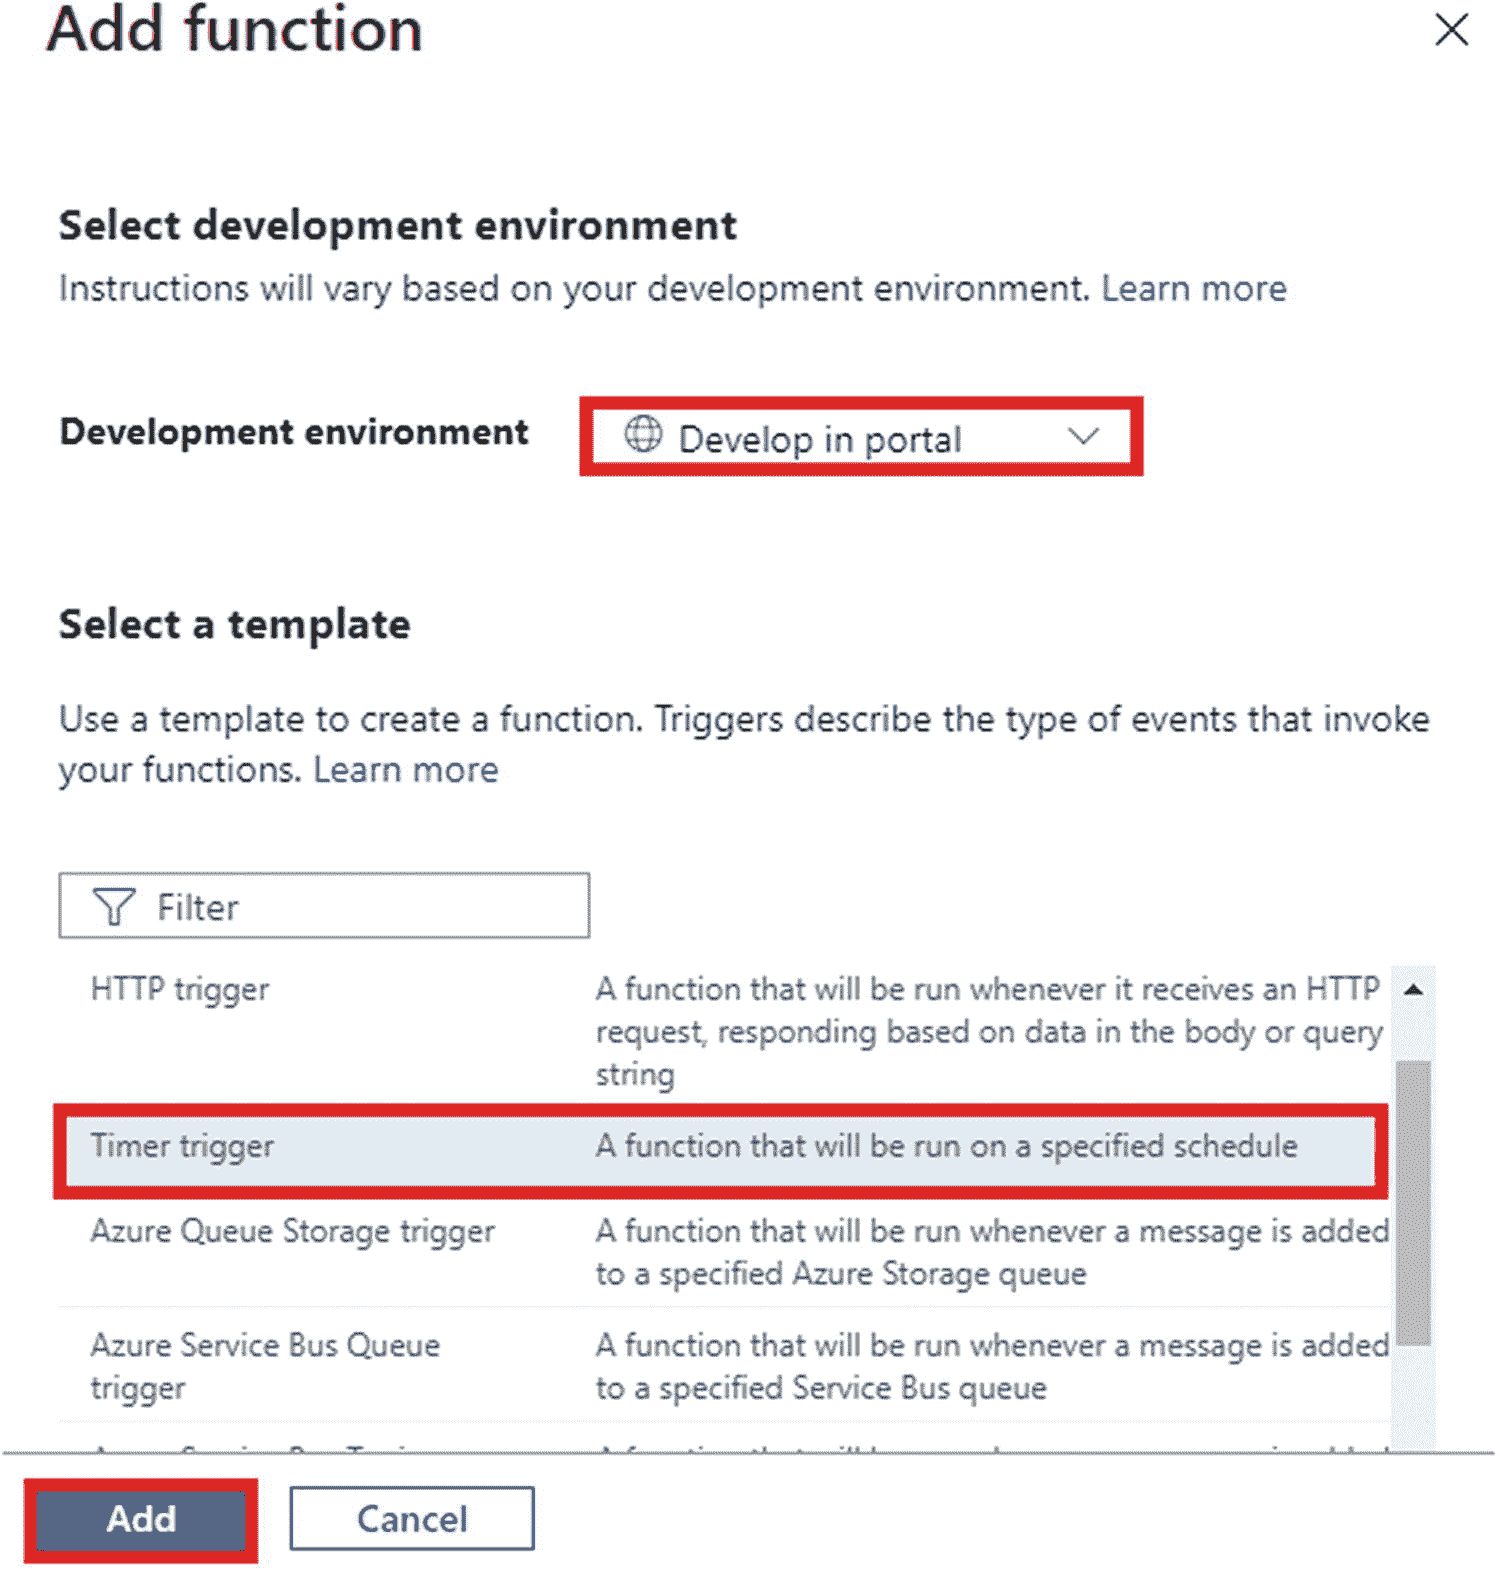 Add function
Select development environment
Instructions will vary based on your development environment. Learn more
Development environment
Develop in portal
Select a template
Use a template to create a function. Triggers describe the type of events that invoke
your functions. Learn more
Filter
HTTP trigger
A function that will be run whenever it receives an HTTP
request, responding based on data in the body or query
string
Timer trigger
A function that will be run on a specified schedule
Azure Queue Storage trigger
A function that will be run whenever a message is added
to a specified Azure Storage queue
Azure Service Bus Queue
trigger
A function that will be run whenever a message is added
to a specified Service Bus queue
Add
Cancel